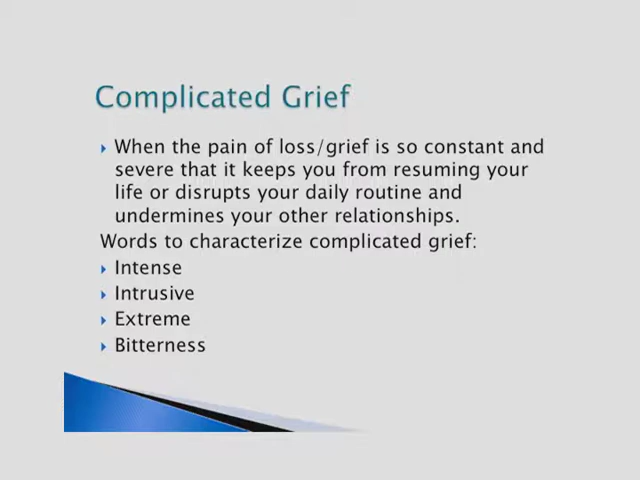 Complicated Grief
When the pain of loss/grief is so constant and
severe that it keeps you from resuming your
life or disrupts your daily routine and
undermines your other relationships.
Words to characterize complicated grief:
Intense
Intrusive
Extreme
Bitterness